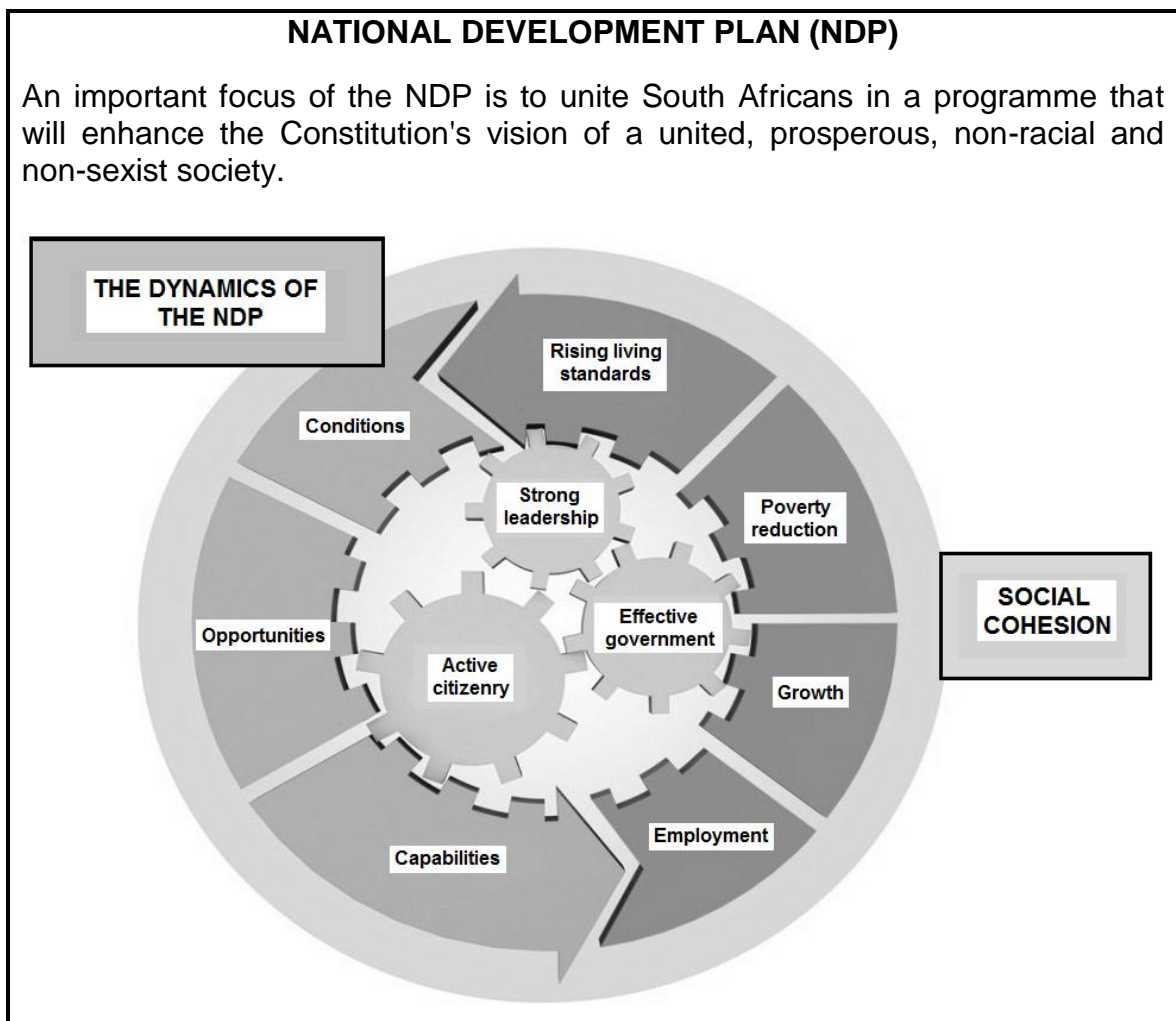 NATIONAL DEVELOPMENT PLAN (NDP)
An important focus of the NDP is to unite South Africans in a programme that
will enhance the Constitution's vision of a united, prosperous, non-racial and
non-sexist society.
THE DYNAMICS OF
THE NDP
Rising living
standards
Conditions
Strong
leadership
Poverty
reduction
SOCIAL
COHESION
Opportunities
Effective
government
Active
citizenry
Growth
Employment
Capabilities